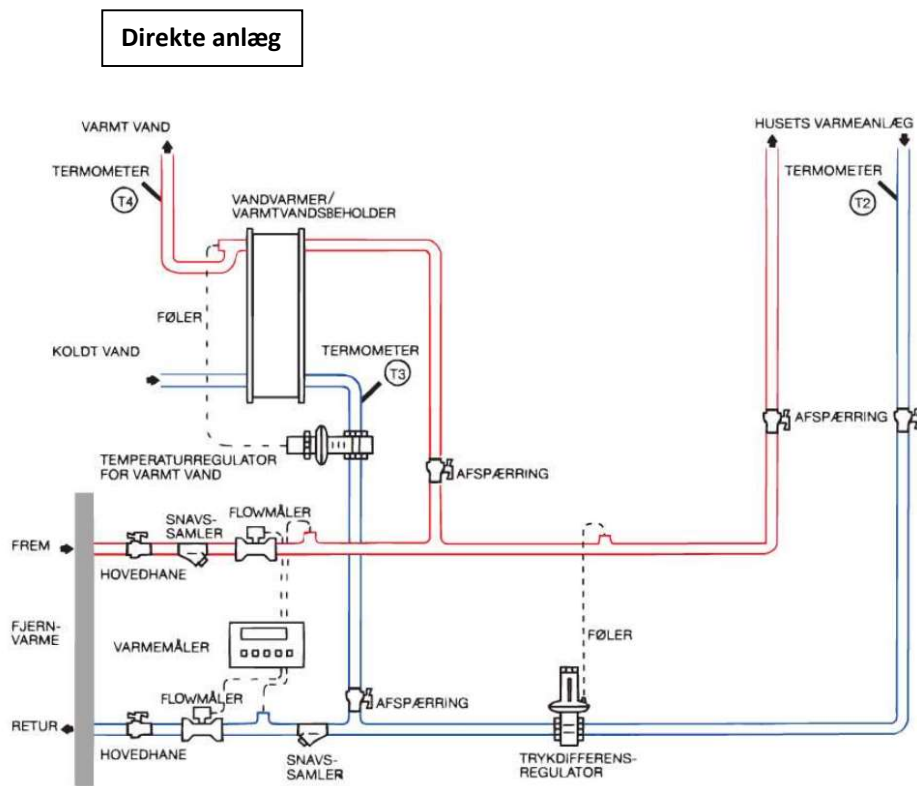 Direkte anlæg
VARMT VAND
HUSETS VARMEANLÆG
TERMOMETER
T4
TERMOMETER
T2
VANDVARMER/
VARMTVANDSBEHOLDER
FØLER
KOLDT VAND
TERMOMETER
T3
AFSPÆRRING
TEMPERATURREGULATOR
FOR VARMT VAND
AFSPÆRRING
SNAVS-
SAMLER
FLOWMÅLER
FREM
HOVEDHANE
FJERN-
VARME
VARMEMÅLER
FØLER
FLOWMÅLER
AFSPÆRRING
RETUR
HOVEDHANE
SNAVS-
SAMLER
TRYKDIFFERENS-
REGULATOR